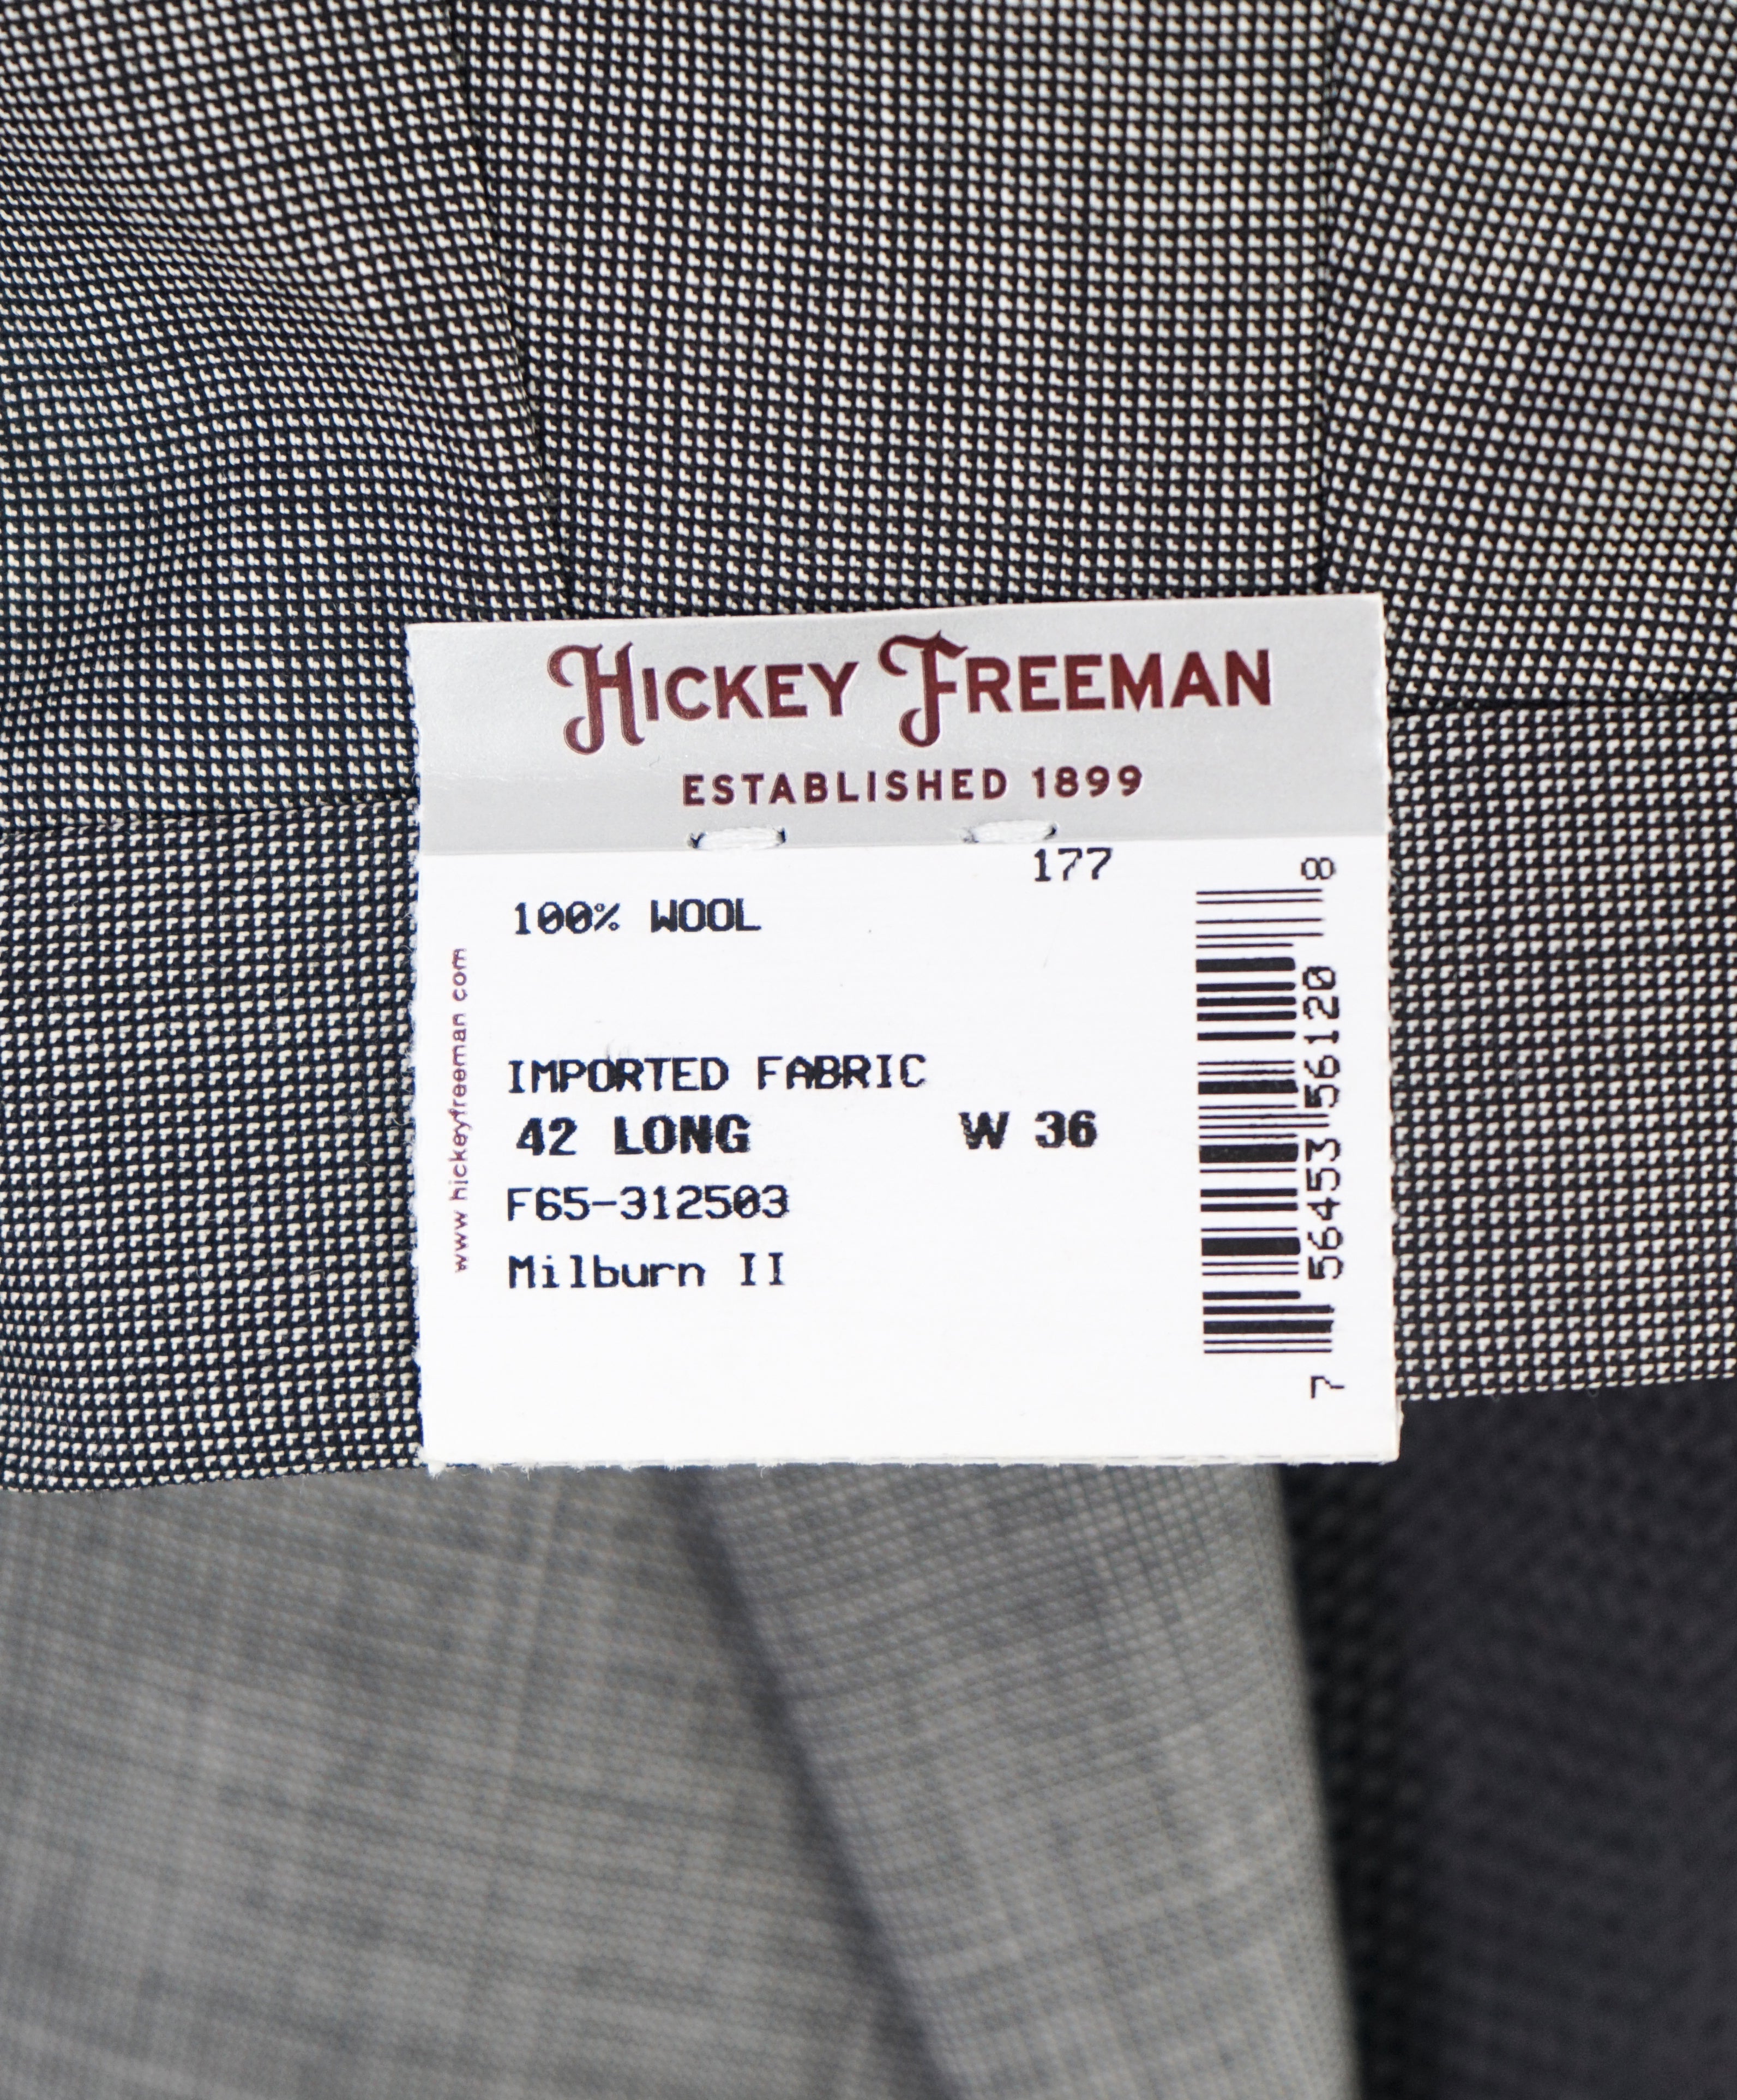 HICKEY FREEMAN
ESTABLISHED 1899
177
100% WOOL
IMPORTED FABRIC
42 LONG W 36
F65-312503
Milburn II
www hickeyfreeman com
7 56453 56120 8